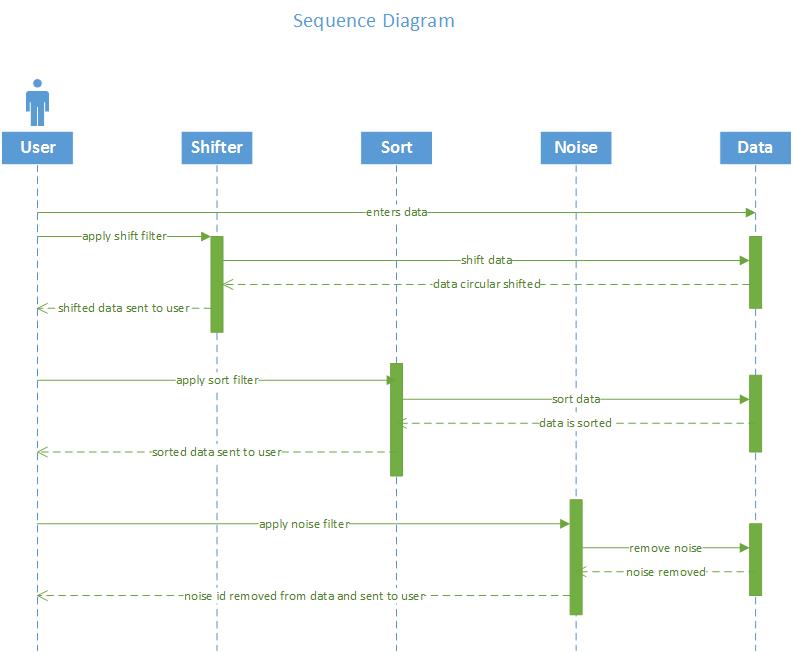 Sequence Diagram
User
Shifter
Sort
Noise
Data
enters data
apply shift filter
shift data
data circular shifted
shifted data sent to user
apply sort filter
sort data
data is sorted
sorted data sent to user
apply noise filter
remove noise
noise removed
noise id removed from data and sent to user